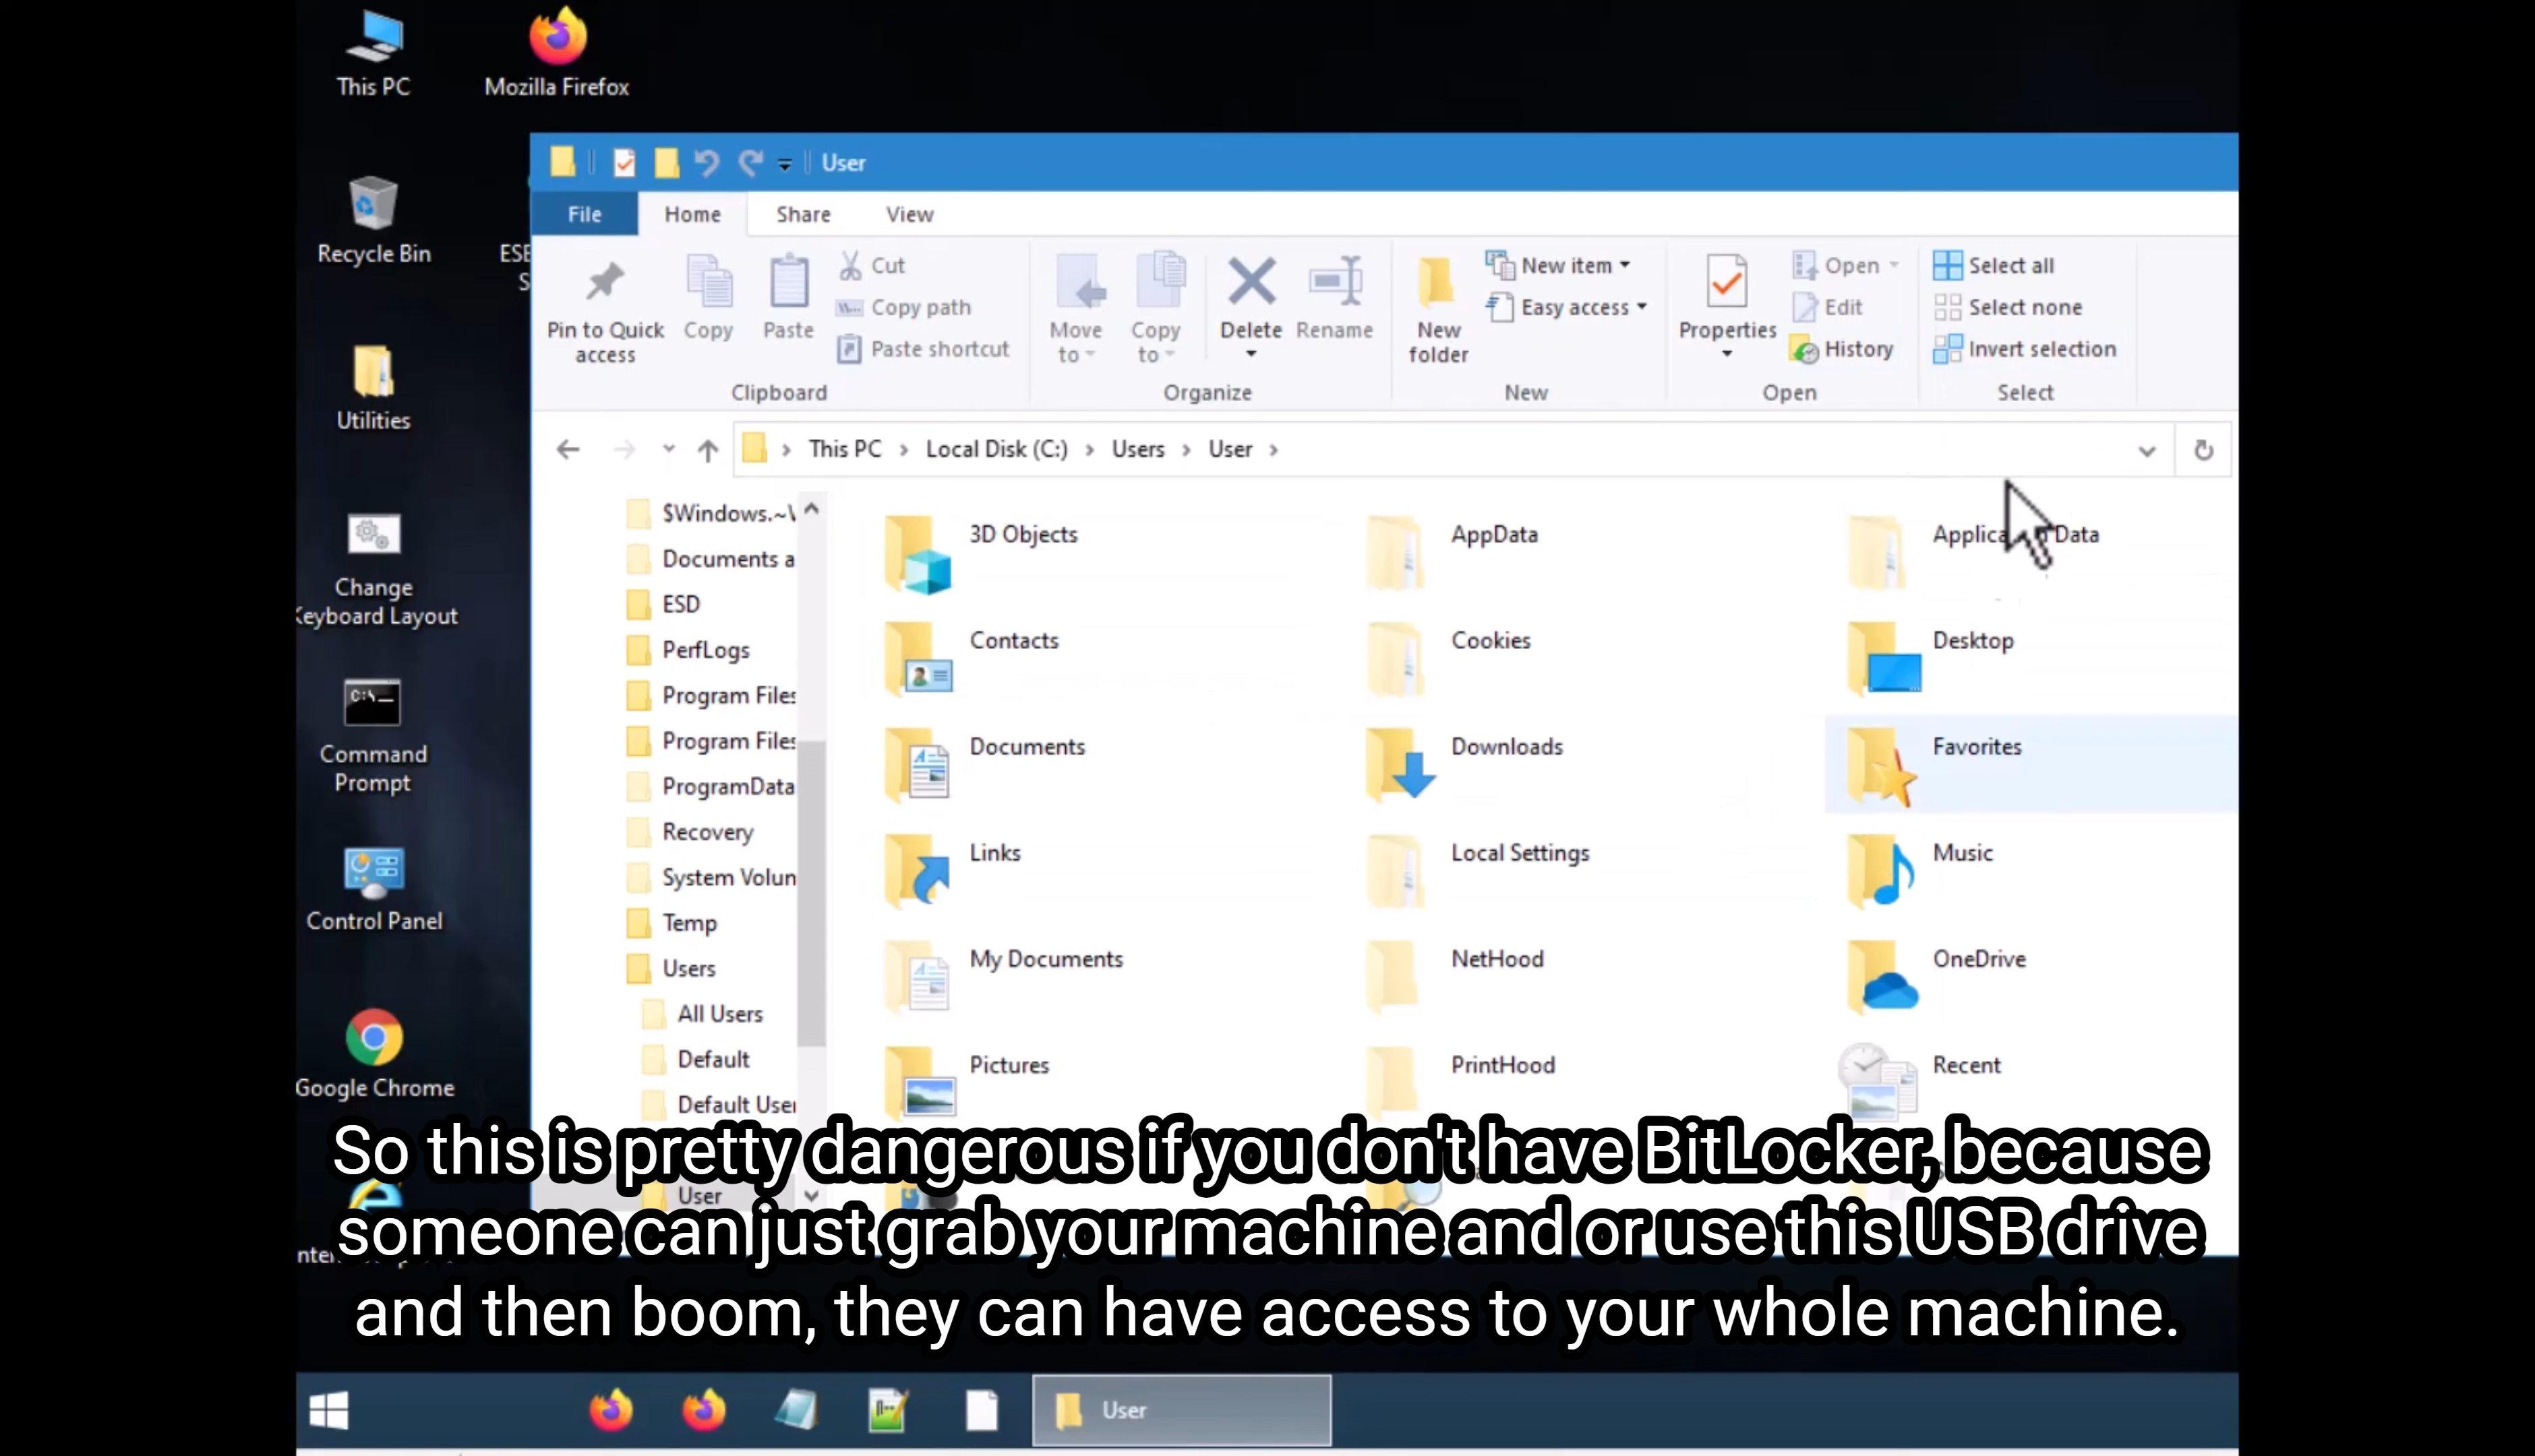 This PC
Mozilla Firefox
Recycle Bin
Utilities
Change
Keyboard Layout
Command
Prompt
Control Panel
Google Chrome
User
File
Home
Share
View
Pin to Quick
access
Copy
Paste
Cut
Copy path
Paste shortcut
Clipboard
Move
to
Copy
to
Delete
Rename
Organize
New
folder
New item
Easy access
New
Properties
Open
Edit
History
Open
Select all
Select none
Invert selection
Select
This PC > Local Disk (C:) > Users > User >
$Windows.~
Documents a
ESD
PerfLogs
Program Files
Program Files
ProgramData
Recovery
System Volun
Temp
Users
All Users
Default
Default User
User
3D Objects
AppData
Data
Contacts
Cookies
Desktop
Documents
Downloads
Favorites
Links
Local Settings
Music
My Documents
NetHood
OneDrive
Pictures
PrintHood
Recent
So this is pretty dangerous if you don't have BitLocker, because
someone can just grab your machine and or use this USB drive
and then boom, they can have access to your whole machine.
User